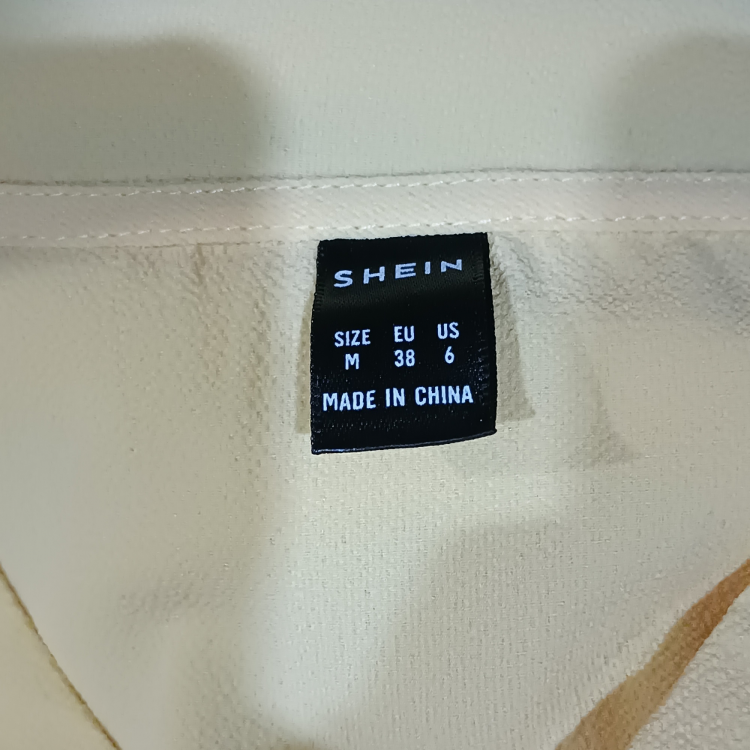 SHEIN
SIZE EU US
M 38 6
MADE IN CHINA